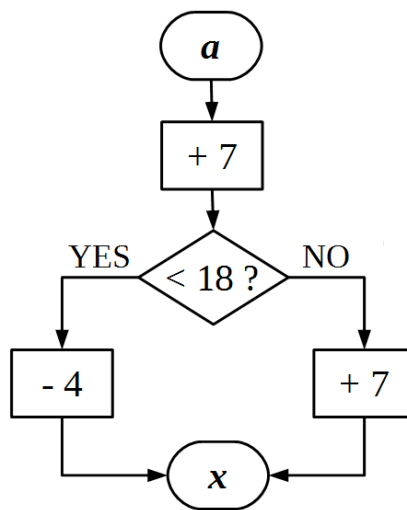 a
+ 7
YES
< 18 ?
NO
- 4
+ 7
x